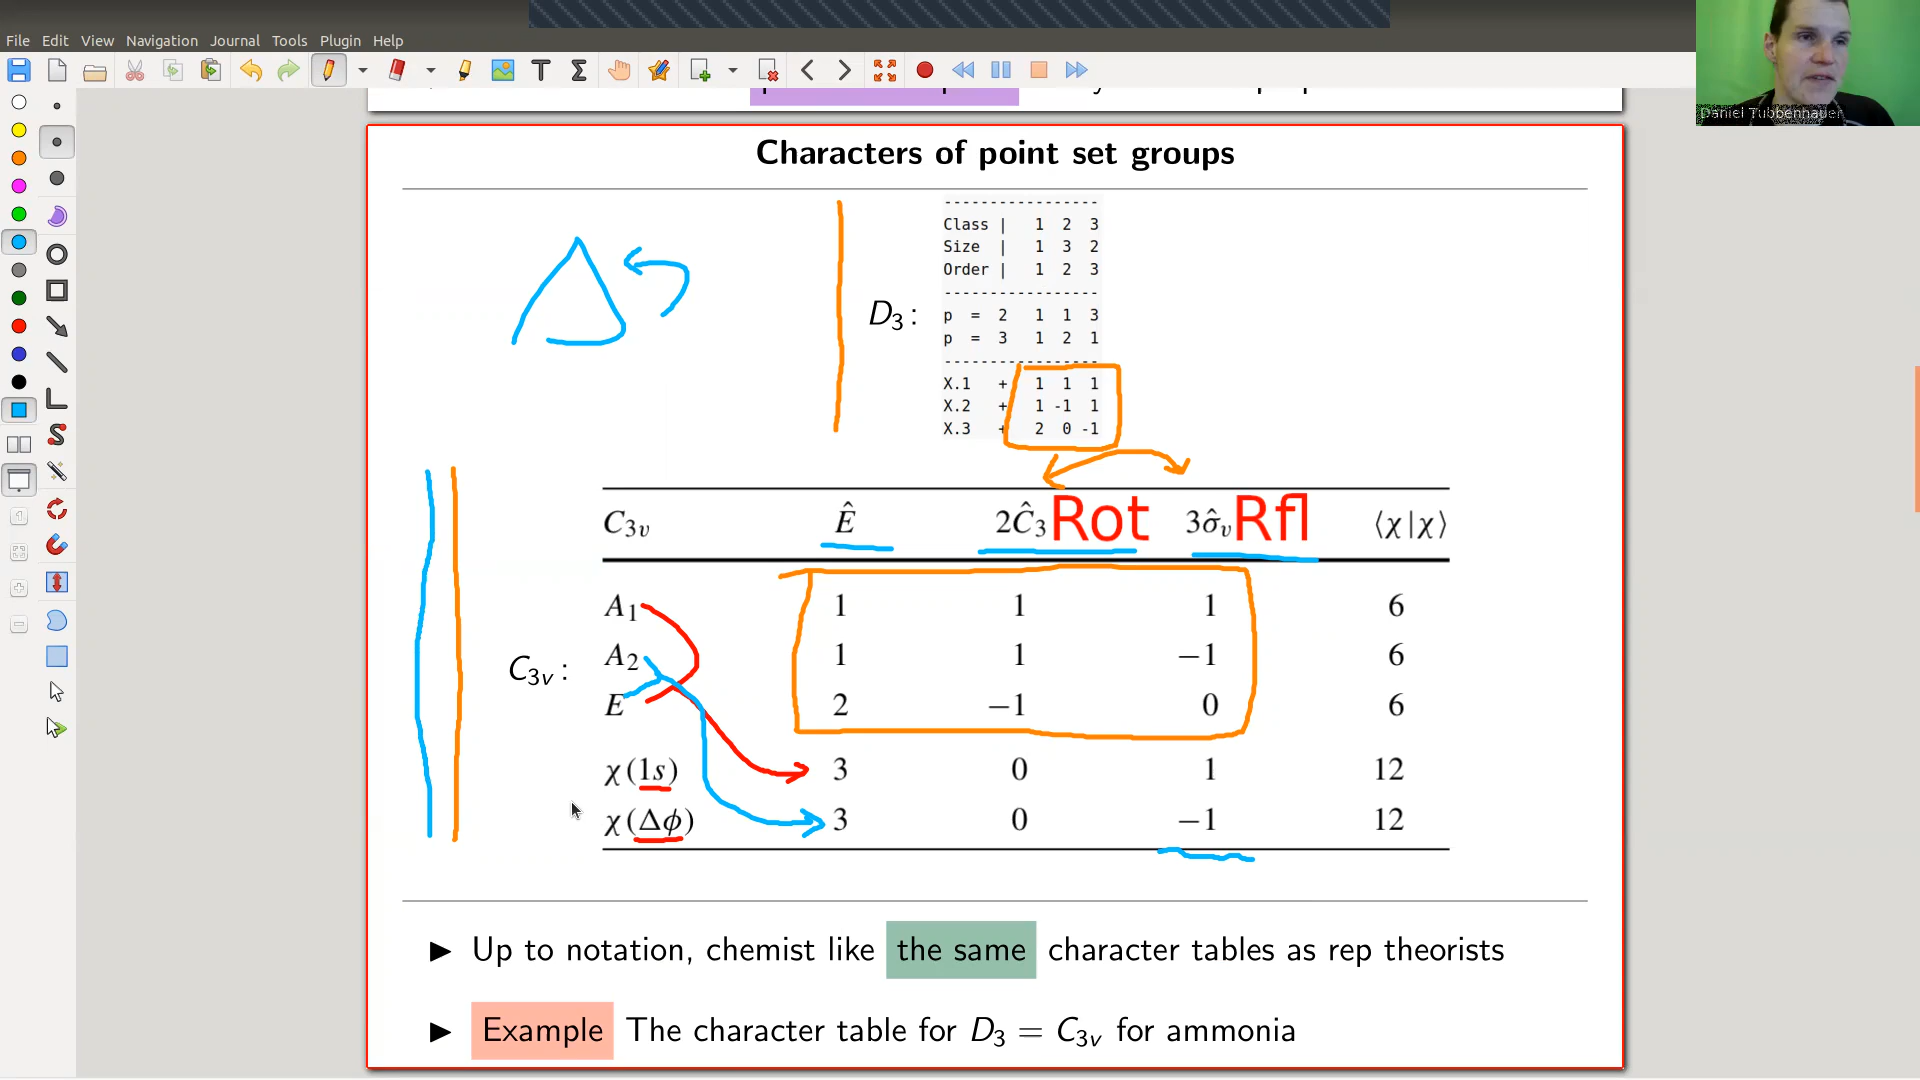 File Edit View Navigation Journal Tools Plugin Help
Daniel Tubbenhauer
Characters of point set groups
-----------------
Class | 1 2 3
Size | 1 3 2
Order | 1 2 3
-----------------
D₃:
p = 2 1 1 3
p = 3 1 2 1
-----------------
X.1 + 1 1 1
X.2 + 1 -1 1
X.3 + 2 0 -1
C₃ᵥ Ê 2Ĉ₃ Rot 3σ̂ᵥ Rfl ⟨χ|χ⟩
C₃ᵥ:
A₁ 1 1 1 6
A₂ 1 1 −1 6
E 2 −1 0 6
χ(1s) 3 0 1 12
χ(Δϕ) 3 0 −1 12
▶ Up to notation, chemist like the same character tables as rep theorists
▶ Example The character table for D₃ = C₃ᵥ for ammonia